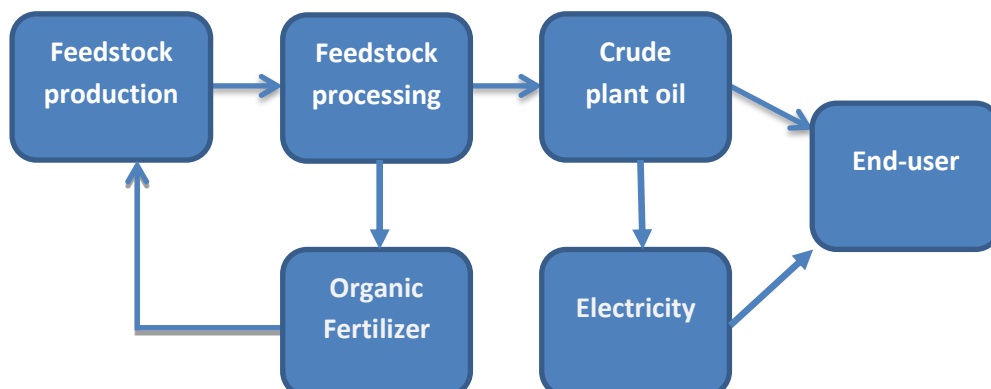 Feedstock
production
Feedstock
processing
Crude
plant oil
End-user
Organic
Fertilizer
Electricity